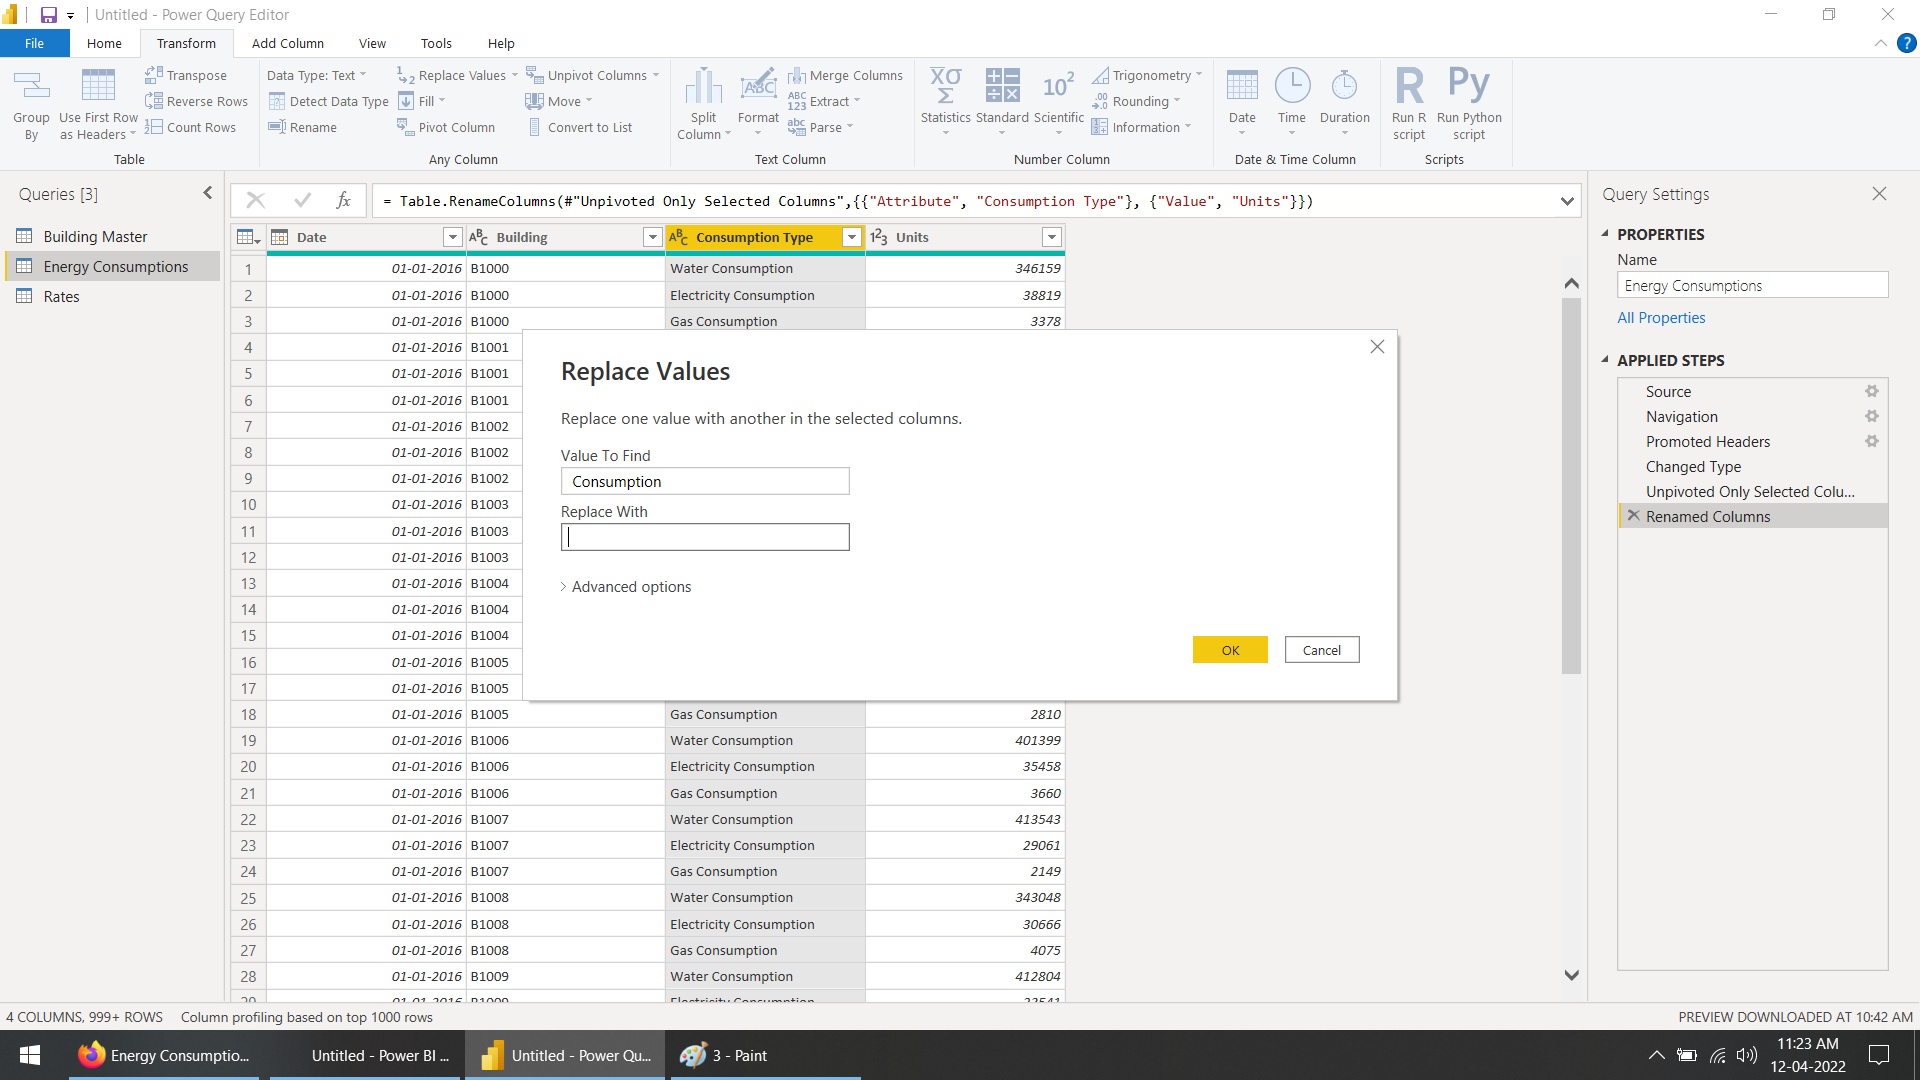 Untitled - Power Query Editor
File Home Transform Add Column View Tools Help ?
Group By
Use First Row as Headers
Transpose
Reverse Rows
Count Rows
Table
Data Type: Text
Detect Data Type
Rename
Replace Values
Fill
Pivot Column
Unpivot Columns
Move
Convert to List
Any Column
Split Column
Format
Merge Columns
Extract
Parse
Text Column
Statistics
Standard
Scientific
Trigonometry
Rounding
Information
Number Column
Date
Time
Duration
Date & Time Column
Run R script
Run Python script
Scripts
Queries [3]
Building Master
Energy Consumptions
Rates
fx = Table.RenameColumns(#"Unpivoted Only Selected Columns",{{"Attribute", "Consumption Type"}, {"Value", "Units"}})
Date ABC Building ABC Consumption Type 123 Units
1 01-01-2016 B1000 Water Consumption 346159
2 01-01-2016 B1000 Electricity Consumption 38819
3 01-01-2016 B1000 Gas Consumption 3378
4 01-01-2016 B1001
5 01-01-2016 B1001
6 01-01-2016 B1001
7 01-01-2016 B1002
8 01-01-2016 B1002
9 01-01-2016 B1002
10 01-01-2016 B1003
11 01-01-2016 B1003
12 01-01-2016 B1003
13 01-01-2016 B1004
14 01-01-2016 B1004
15 01-01-2016 B1004
16 01-01-2016 B1005
17 01-01-2016 B1005
18 01-01-2016 B1005 Gas Consumption 2810
19 01-01-2016 B1006 Water Consumption 401399
20 01-01-2016 B1006 Electricity Consumption 35458
21 01-01-2016 B1006 Gas Consumption 3660
22 01-01-2016 B1007 Water Consumption 413543
23 01-01-2016 B1007 Electricity Consumption 29061
24 01-01-2016 B1007 Gas Consumption 2149
25 01-01-2016 B1008 Water Consumption 343048
26 01-01-2016 B1008 Electricity Consumption 30666
27 01-01-2016 B1008 Gas Consumption 4075
28 01-01-2016 B1009 Water Consumption 412804
Replace Values
Replace one value with another in the selected columns.
Value To Find
Consumption
Replace With
Advanced options
OK Cancel
Query Settings
PROPERTIES
Name
Energy Consumptions
All Properties
APPLIED STEPS
Source
Navigation
Promoted Headers
Changed Type
Unpivoted Only Selected Colu...
Renamed Columns
4 COLUMNS, 999+ ROWS Column profiling based on top 1000 rows PREVIEW DOWNLOADED AT 10:42 AM
Energy Consumptio... Untitled - Power BI ... Untitled - Power Qu... 3 - Paint
11:23 AM
12-04-2022